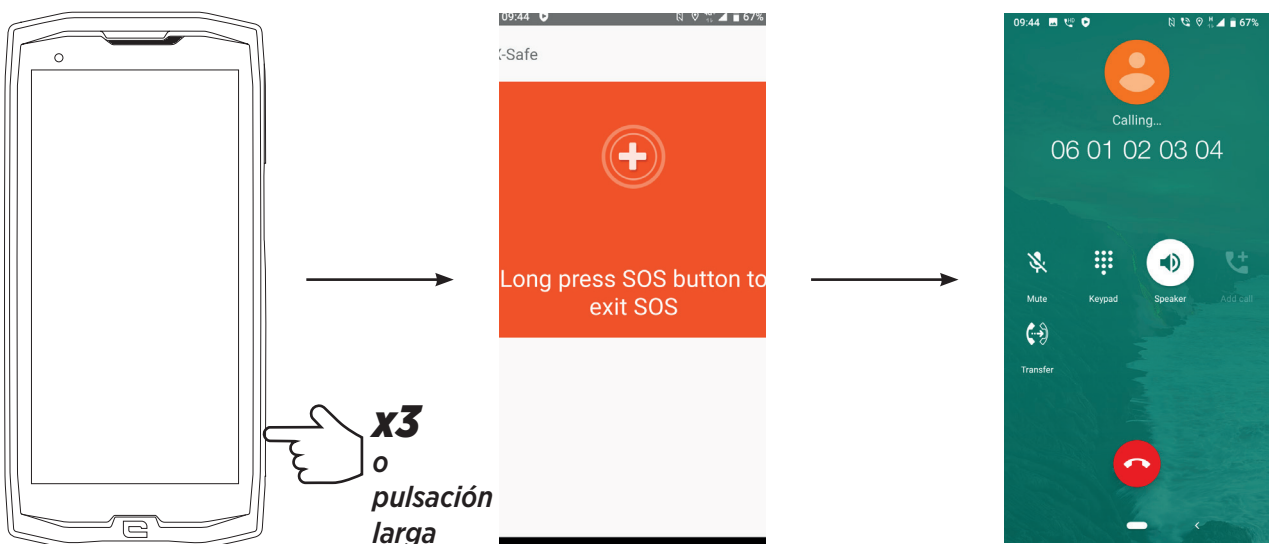 x3
o
pulsación
larga
09:44
67%
-Safe
Long press SOS button to
exit SOS
09:44
67%
Calling...
06 01 02 03 04
Mute
Keypad
Speaker
Add call
Transfer